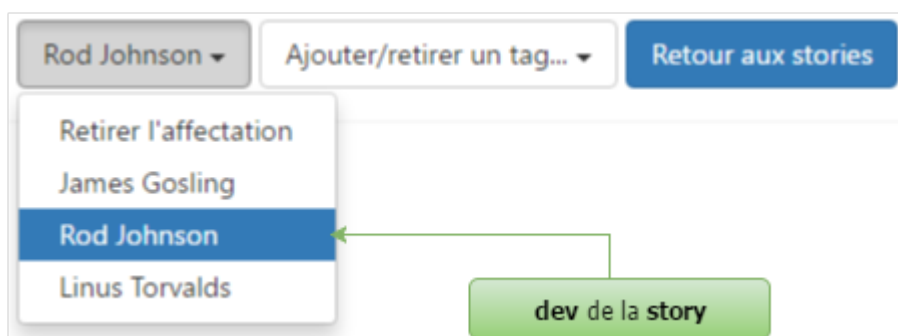 Rod Johnson
Ajouter/retirer un tag...
Retour aux stories
Retirer l'affectation
James Gosling
Rod Johnson
Linus Torvalds
dev de la story